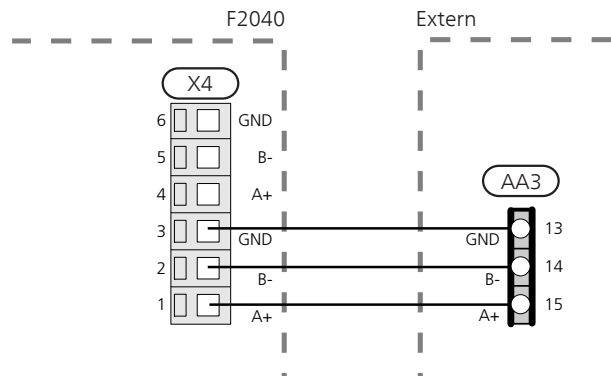 F2040 Extern
X4
6 GND
5 B-
4 A+
AA3
3 GND GND 13
2 B- B- 14
1 A+ A+ 15